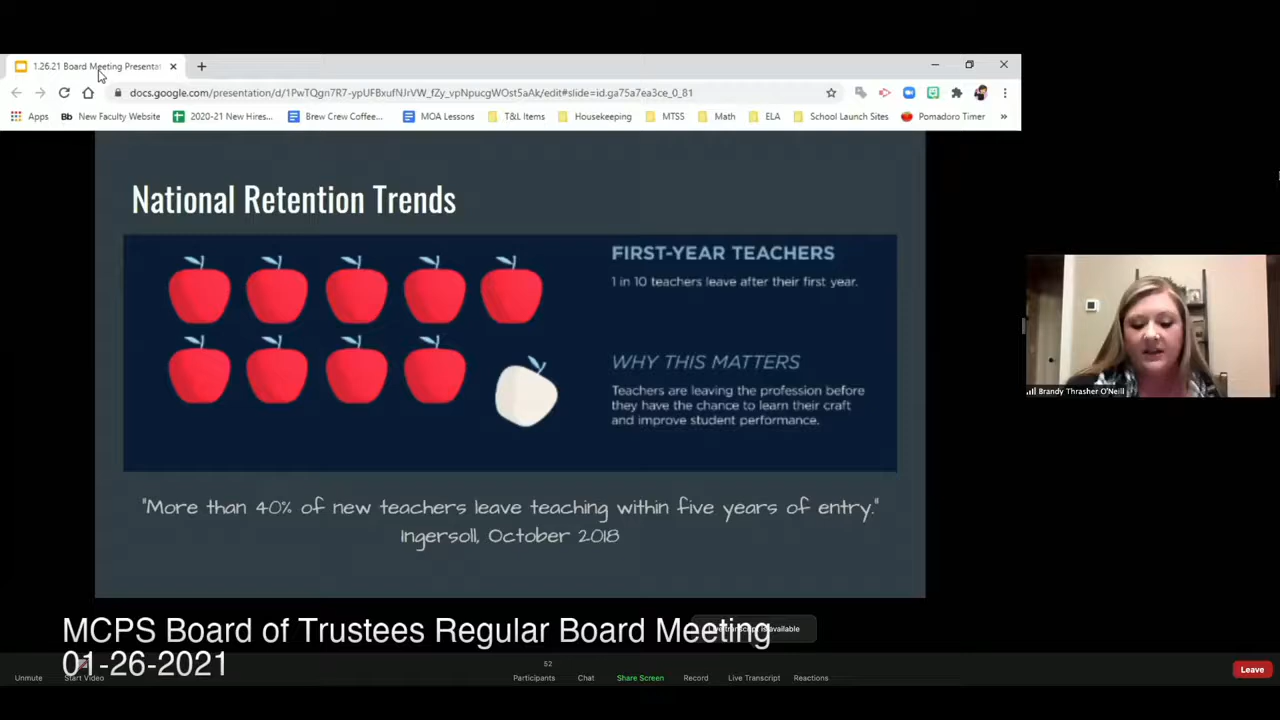 1.26.21 Board Meeting Presentat
docs.google.com/presentation/d/1PwTQgn7R7-ypUFBxufNJrVW_fZy_vpNpucgWOst5aAk/edit#slide=id.ga75a7ea3ce_0_81
Apps Bb New Faculty Website 2020-21 New Hires... Brew Crew Coffee... MOA Lessons T&L Items Housekeeping MTSS Math ELA School Launch Sites Pomadoro Timer »
National Retention Trends
FIRST-YEAR TEACHERS
1 in 10 teachers leave after their first year.
WHY THIS MATTERS
Teachers are leaving the profession before
they have the chance to learn their craft
and improve student performance.
Brandy Thrasher O'Neill
"More than 40% of new teachers leave teaching within five years of entry."
Ingersoll, October 2018
MCPS Board of Trustees Regular Board Meeting
is available
01-26-2021
52
Unmute Start Video Participants Chat Share Screen Record Live Transcript Reactions Leave